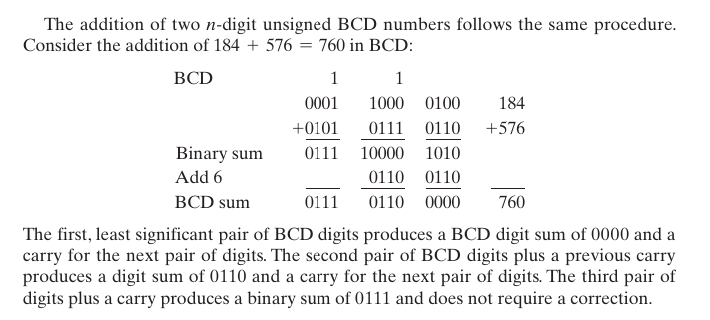 The addition of two n-digit unsigned BCD numbers follows the same procedure.
Consider the addition of 184 + 576 = 760 in BCD:
BCD 1 1
0001 1000 0100 184
+0101 0111 0110 +576
Binary sum 0111 10000 1010
Add 6 0110 0110
BCD sum 0111 0110 0000 760
The first, least significant pair of BCD digits produces a BCD digit sum of 0000 and a
carry for the next pair of digits. The second pair of BCD digits plus a previous carry
produces a digit sum of 0110 and a carry for the next pair of digits. The third pair of
digits plus a carry produces a binary sum of 0111 and does not require a correction.